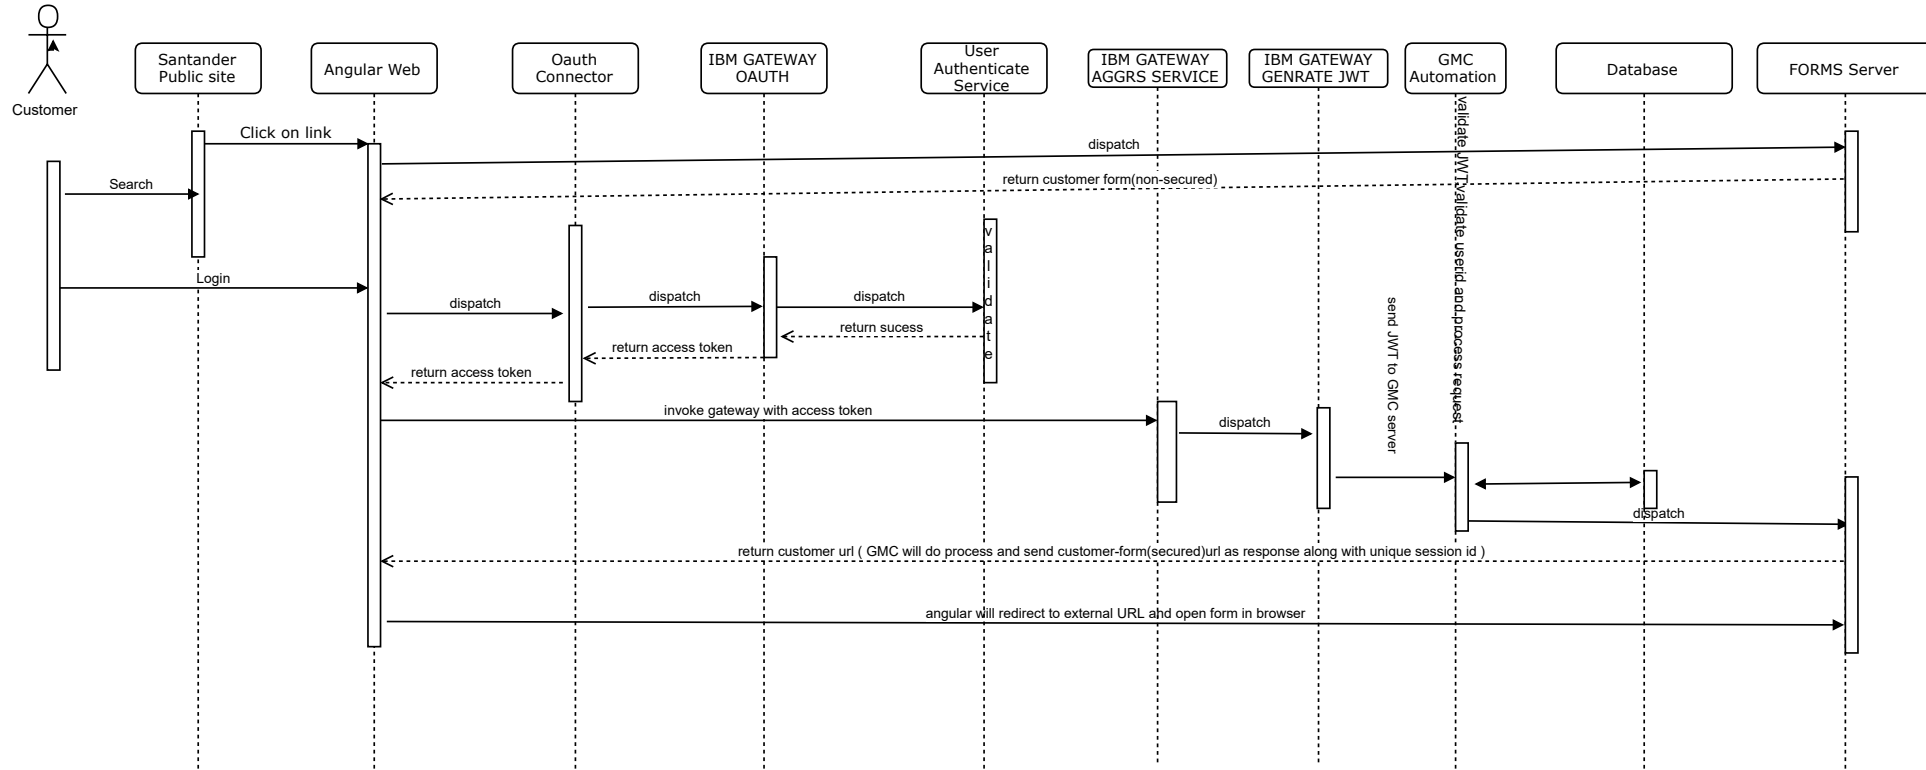 Customer
Santander
Public site
Angular Web
Oauth
Connector
IBM GATEWAY
OAUTH
User
Authenticate
Service
IBM GATEWAY
AGGRS SERVICE
IBM GATEWAY
GENRATE JWT
GMC
Automation
Database
FORMS Server
Click on link
dispatch
return customer form(non-secured)
Search
Login
dispatch
dispatch
dispatch
validate
return sucess
return access token
return access token
invoke gateway with access token
dispatch
send JWT to GMC server
validate JWT,validate userid and process request
dispatch
return customer url ( GMC will do process and send customer-form(secured)url as response along with unique session id )
angular will redirect to external URL and open form in browser